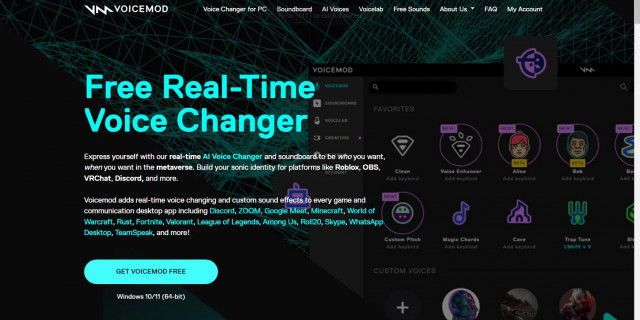 VOICEMOD
Voice Changer for PC Soundboard AI Voices Voicelab Free Sounds About Us FAQ My Account
Free Real-Time
Voice Changer
Express yourself with our real-time AI Voice Changer and soundboard to be who you want,
when you want in the metaverse. Build your sonic identity for platforms like Roblox, OBS,
VRChat, Discord, and more.
Voicemod adds real-time voice changing and custom sound effects to every game and
communication desktop app including Discord, ZOOM, Google Meet, Minecraft, World of
Warcraft, Rust, Fortnite, Valorant, League of Legends, Among Us, Roll20, Skype, WhatsApp
Desktop, TeamSpeak, and more!
GET VOICEMOD FREE
Windows 10/11 (64-bit)
VOICEMOD
VOICEBOX
SOUNDBOARD
VOICELAB
CREATORS
ACCOUNT
FAVORITES
Clean
Add keybind
Voice Enhancer
Add keybind
Alice
Add keybind
Bob
Add keybind
Custom Pitch
Add keybind
Magic Chords
Add keybind
Cave
Add keybind
Trap Tune
LShift + V
CUSTOM VOICES